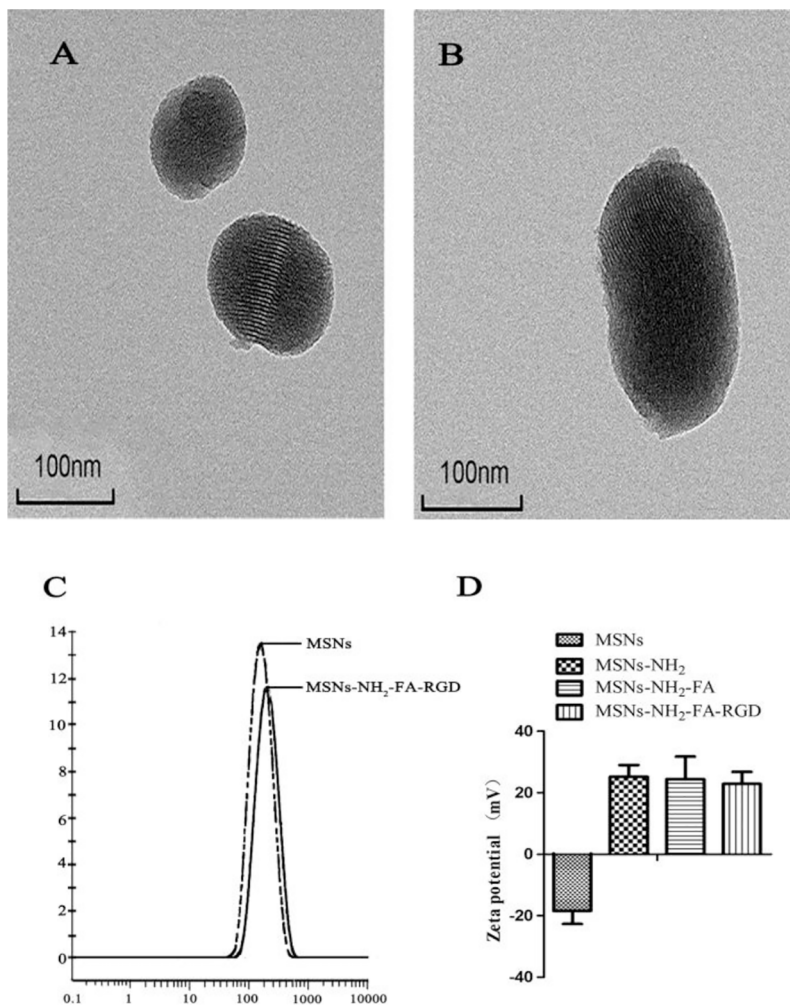 A
100nm
B
100nm
C
14
12
10
8
6
4
2
0
0.1 1 10 100 1000 10000
MSNs
MSNs-NH₂-FA-RGD
D
MSNs
MSNs-NH₂
MSNs-NH₂-FA
MSNs-NH₂-FA-RGD
Zeta potential （mV）
40
20
0
-20
-40